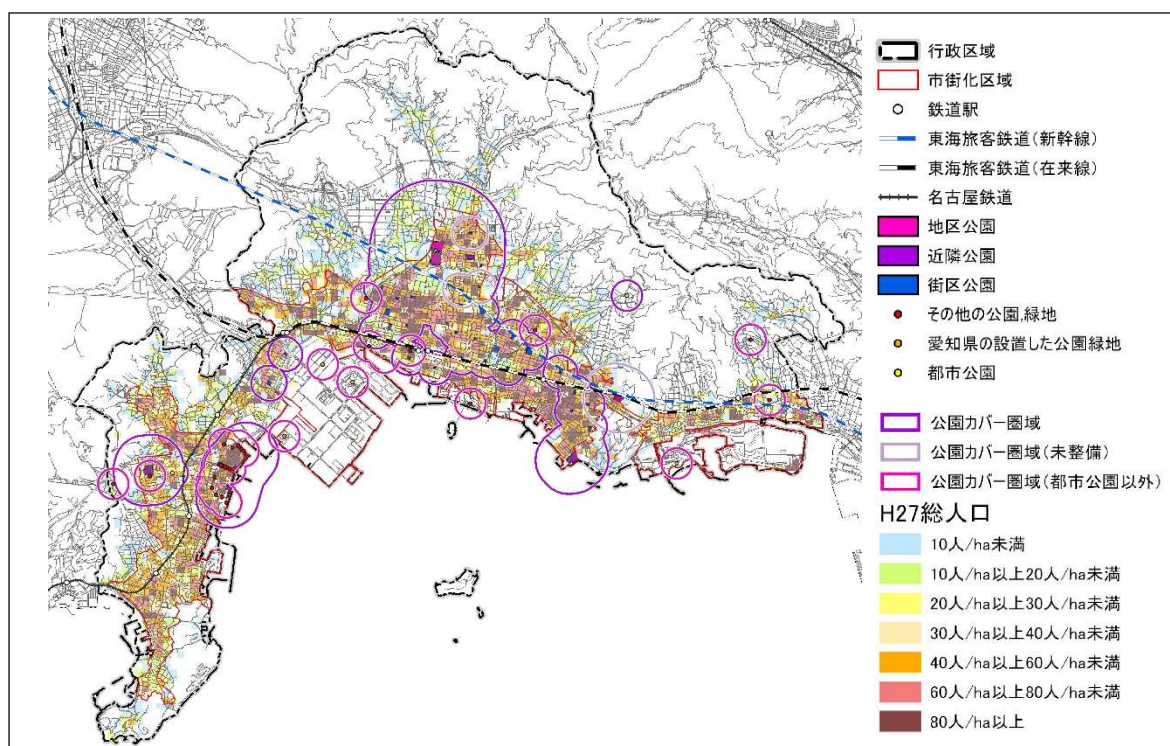 行政区域
市街化区域
鉄道駅
東海旅客鉄道(新幹線)
東海旅客鉄道(在来線)
名古屋鉄道
地区公園
近隣公園
街区公園
その他の公園,緑地
愛知県の設置した公園緑地
都市公園
公園カバー圏域
公園カバー圏域(未整備)
公園カバー圏域(都市公園以外)
H27総人口
10人/ha未満
10人/ha以上20人/ha未満
20人/ha以上30人/ha未満
30人/ha以上40人/ha未満
40人/ha以上60人/ha未満
60人/ha以上80人/ha未満
80人/ha以上